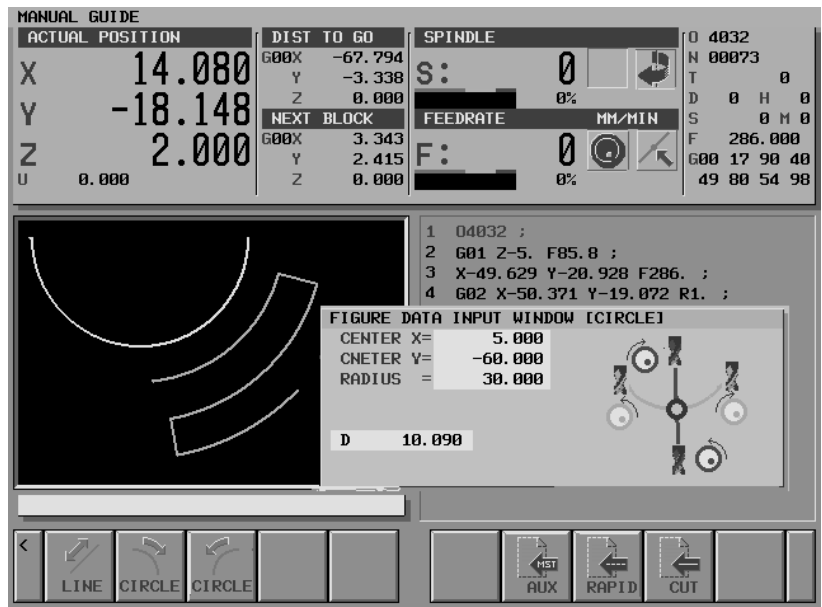 MANUAL GUIDE
ACTUAL POSITION
X 14.080
Y -18.148
Z 2.000
U 0.000
DIST TO GO
G00X -67.794
Y -3.338
Z 0.000
NEXT BLOCK
G00X 3.343
Y 2.415
Z 0.000
SPINDLE
S: 0
0%
FEEDRATE MM/MIN
F: 0
0%
O 4032
N 00073
T 0
D 0 H 0
S 0 M 0
F 286.000
G00 17 90 40
49 80 54 98
1 O4032 ;
2 G01 Z-5. F85.8 ;
3 X-49.629 Y-20.928 F286. ;
4 G02 X-50.371 Y-19.072 R1. ;
FIGURE DATA INPUT WINDOW [CIRCLE]
CENTER X= 5.000
CNETER Y= -60.000
RADIUS = 30.000
D 10.090
<
LINE
CIRCLE
CIRCLE
MST
AUX
RAPID
CUT